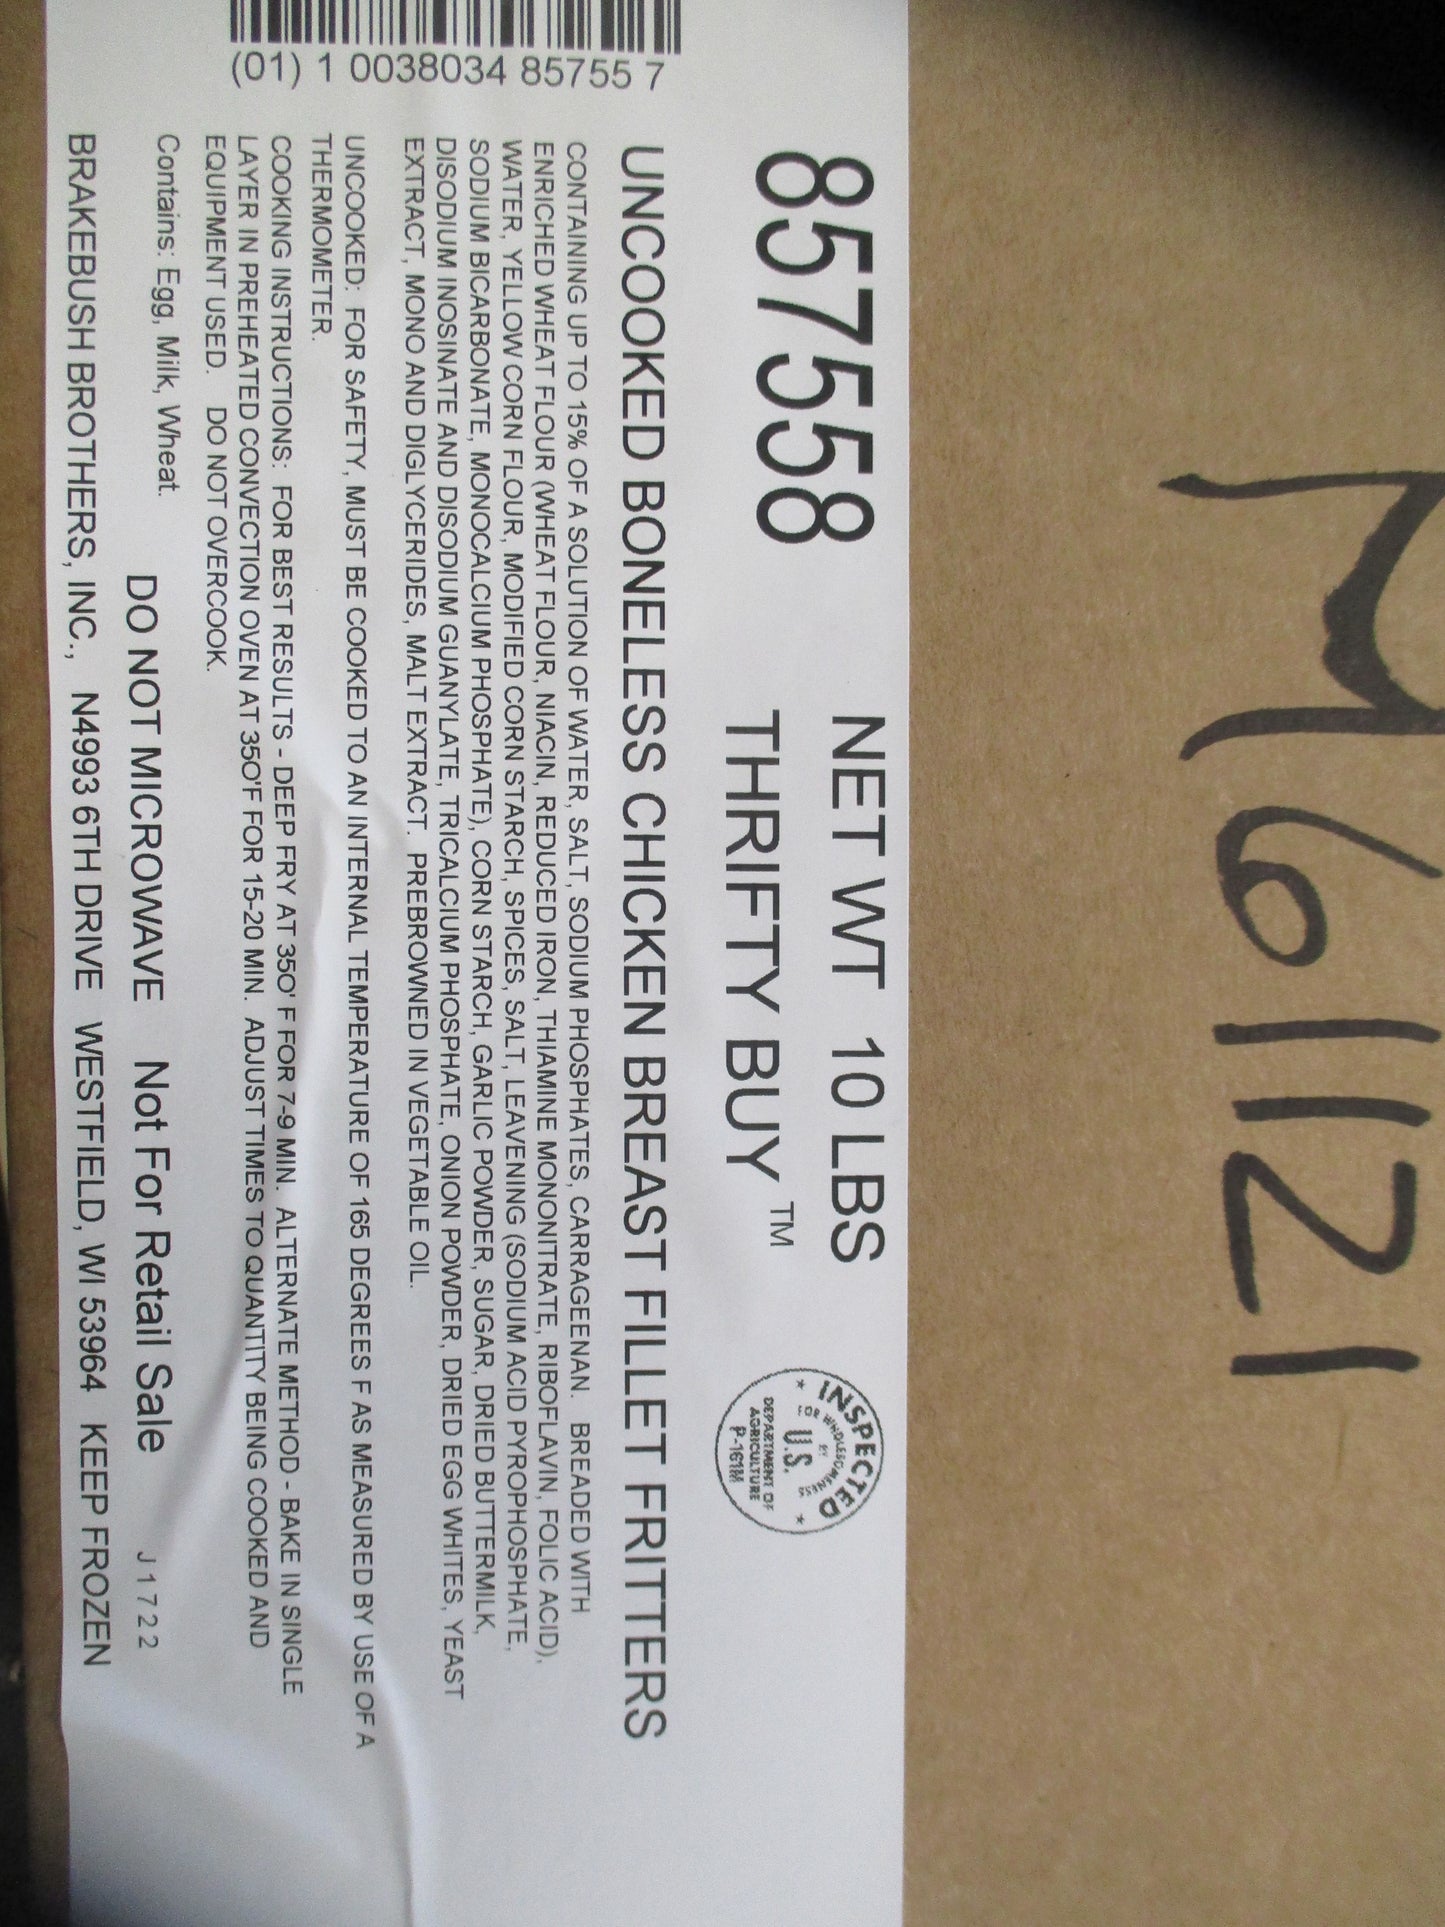 M61121
857558 NET WT 10 LBS
THRIFTY BUY ™
INSPECTED
FOR WHOLESOMENESS
BY
U.S.
DEPARTMENT OF
AGRICULTURE
P-161M
UNCOOKED BONELESS CHICKEN BREAST FILLET FRITTERS
CONTAINING UP TO 15% OF A SOLUTION OF WATER, SALT, SODIUM PHOSPHATES, CARRAGEENAN. BREADED WITH
ENRICHED WHEAT FLOUR (WHEAT FLOUR, NIACIN, REDUCED IRON, THIAMINE MONONITRATE, RIBOFLAVIN, FOLIC ACID),
WATER, YELLOW CORN FLOUR, MODIFIED CORN STARCH, SPICES, SALT, LEAVENING (SODIUM ACID PYROPHOSPHATE,
SODIUM BICARBONATE, MONOCALCIUM PHOSPHATE), CORN STARCH, GARLIC POWDER, SUGAR, DRIED BUTTERMILK,
DISODIUM INOSINATE AND DISODIUM GUANYLATE, TRICALCIUM PHOSPHATE, ONION POWDER, DRIED EGG WHITES, YEAST
EXTRACT, MONO AND DIGLYCERIDES, MALT EXTRACT. PREBROWNED IN VEGETABLE OIL.
UNCOOKED: FOR SAFETY, MUST BE COOKED TO AN INTERNAL TEMPERATURE OF 165 DEGREES F AS MEASURED BY USE OF A
THERMOMETER.
COOKING INSTRUCTIONS: FOR BEST RESULTS - DEEP FRY AT 350'F FOR 7-9 MIN. ALTERNATE METHOD - BAKE IN SINGLE
LAYER IN PREHEATED CONVECTION OVEN AT 350'F FOR 15-20 MIN. ADJUST TIMES TO QUANTITY BEING COOKED AND
EQUIPMENT USED. DO NOT OVERCOOK.
Contains: Egg, Milk, Wheat.
DO NOT MICROWAVE Not For Retail Sale J1722
BRAKEBUSH BROTHERS, INC., N4993 6TH DRIVE WESTFIELD, WI 53964 KEEP FROZEN
(01) 1 0038034 85755 7